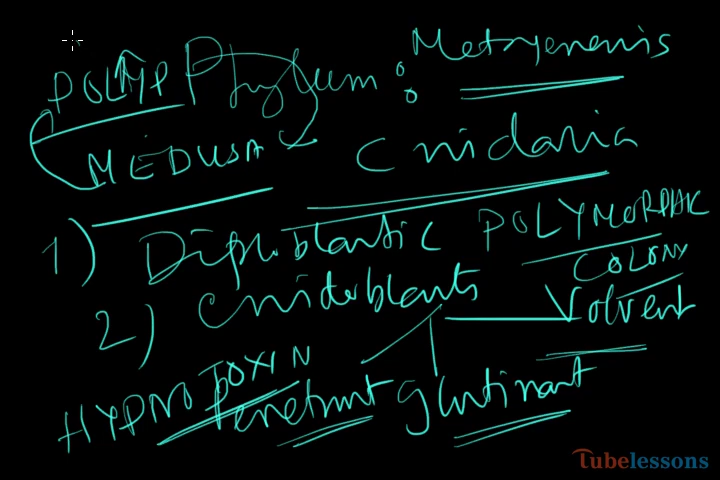 Metagenesis
POLYP Phylum :
MEDUSA Cnidaria
1) Diploblastic POLYMORPHIC
COLONY
2) Cnidoblasts
Volvent
HYPNOTOXIN
Penetrant glutinant
Tubelessons